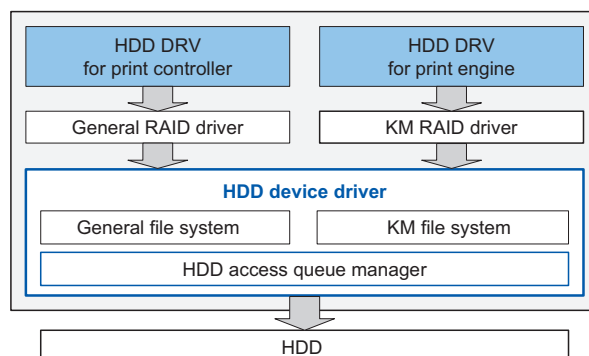 HDD DRV
for print controller
HDD DRV
for print engine
General RAID driver
KM RAID driver
HDD device driver
General file system
KM file system
HDD access queue manager
HDD